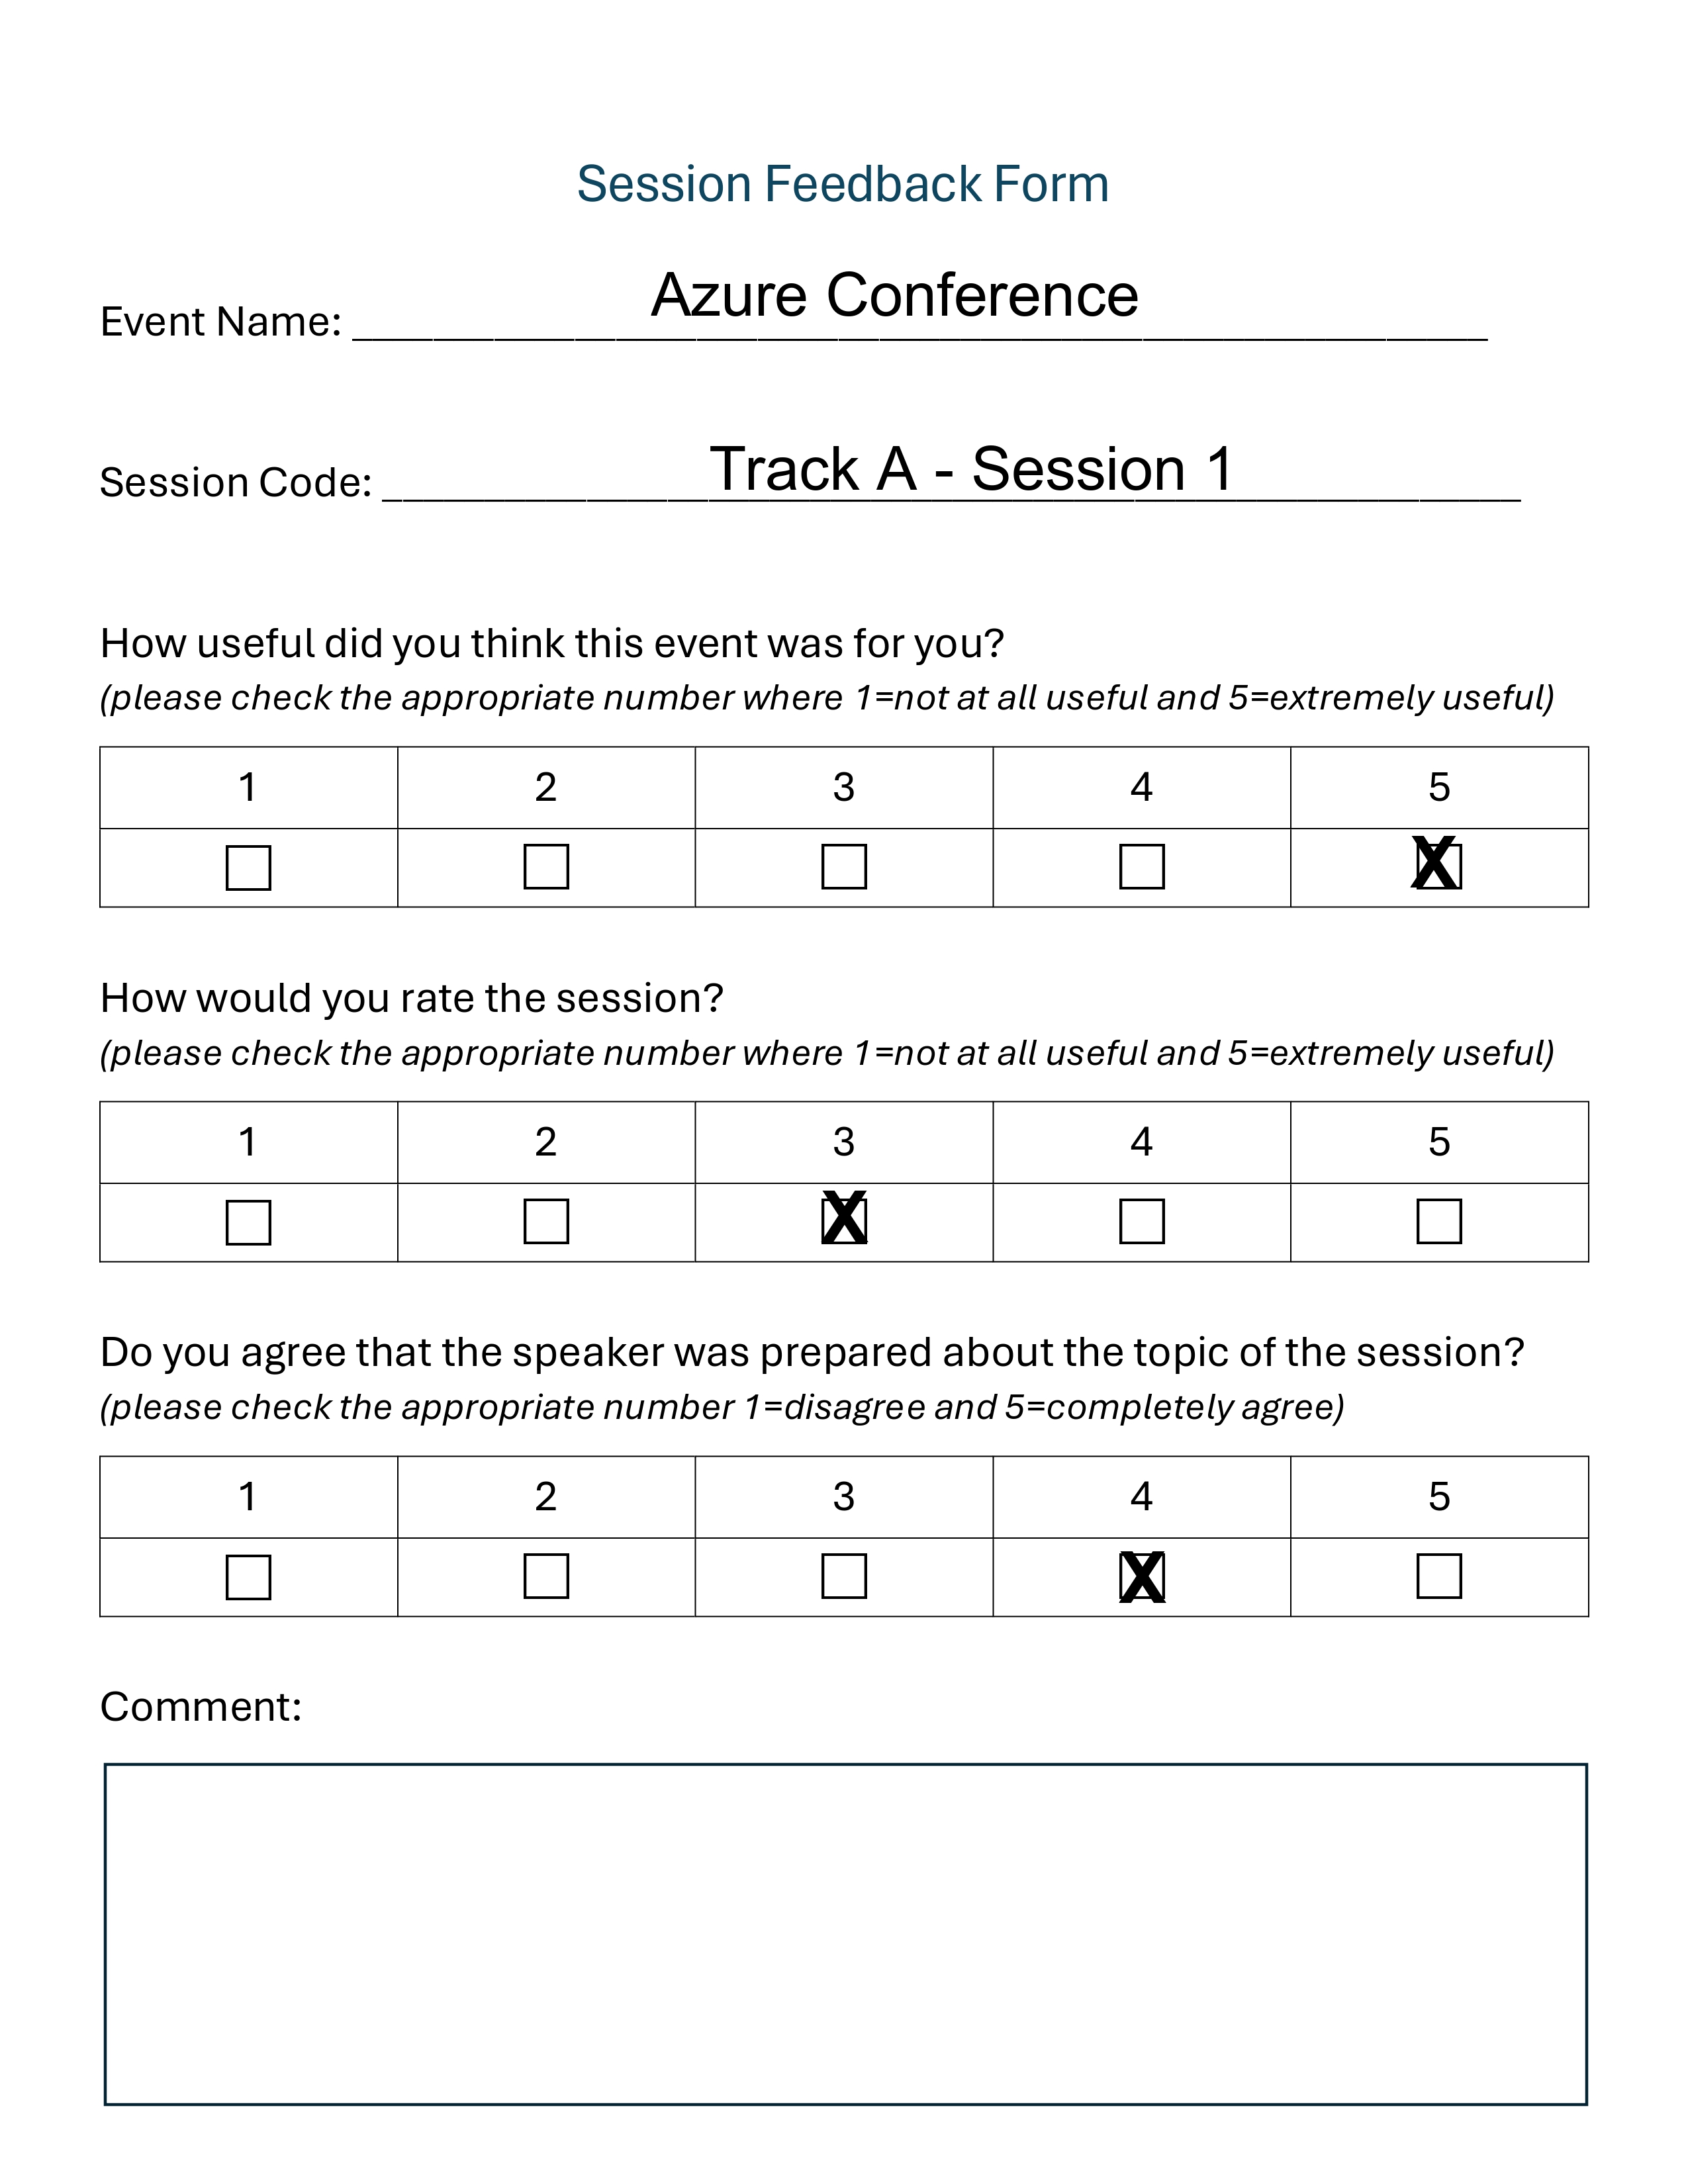 Session Feedback Form
Event Name: Azure Conference
Session Code: Track A - Session 1
How useful did you think this event was for you?
(please check the appropriate number where 1=not at all useful and 5=extremely useful)
1 2 3 4 5
X
How would you rate the session?
(please check the appropriate number where 1=not at all useful and 5=extremely useful)
1 2 3 4 5
X
Do you agree that the speaker was prepared about the topic of the session?
(please check the appropriate number 1=disagree and 5=completely agree)
1 2 3 4 5
X
Comment: